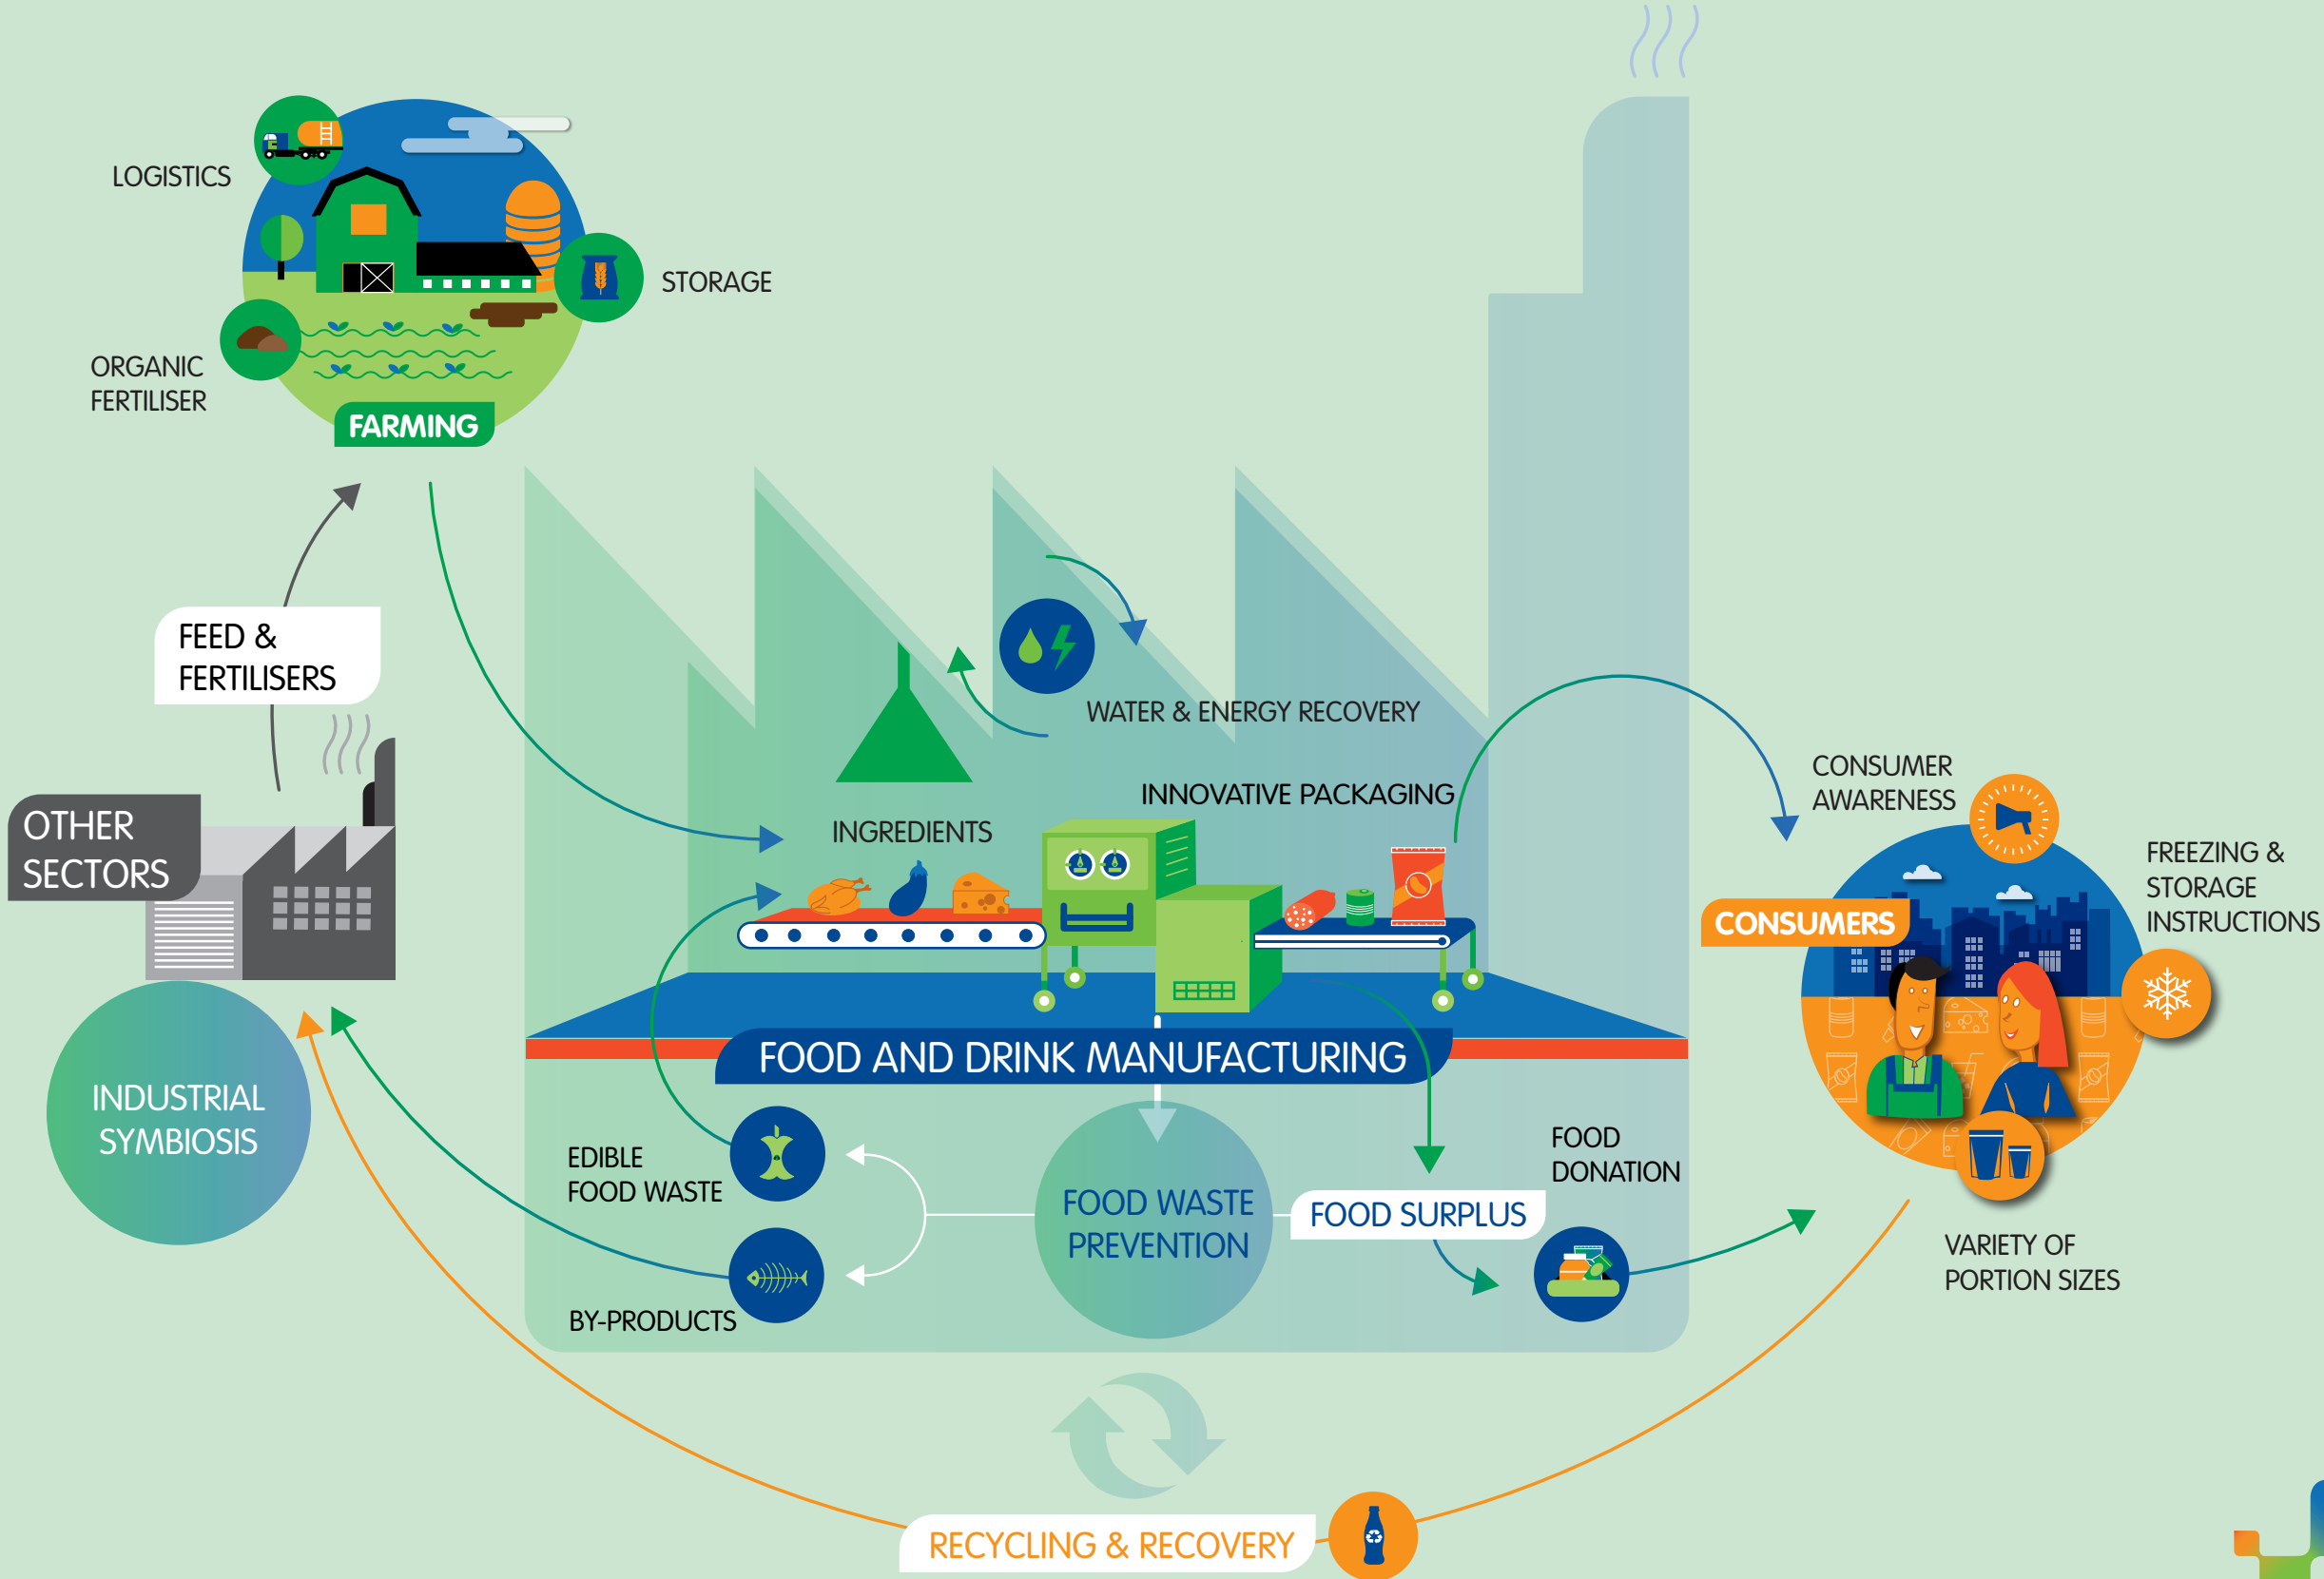 LOGISTICS
STORAGE
ORGANIC
FERTILISER
FARMING
FEED &
FERTILISERS
OTHER
SECTORS
INDUSTRIAL
SYMBIOSIS
WATER & ENERGY RECOVERY
INNOVATIVE PACKAGING
INGREDIENTS
FOOD AND DRINK MANUFACTURING
EDIBLE
FOOD WASTE
BY-PRODUCTS
FOOD WASTE
PREVENTION
FOOD SURPLUS
FOOD
DONATION
CONSUMER
AWARENESS
FREEZING &
STORAGE
INSTRUCTIONS
CONSUMERS
VARIETY OF
PORTION SIZES
RECYCLING & RECOVERY